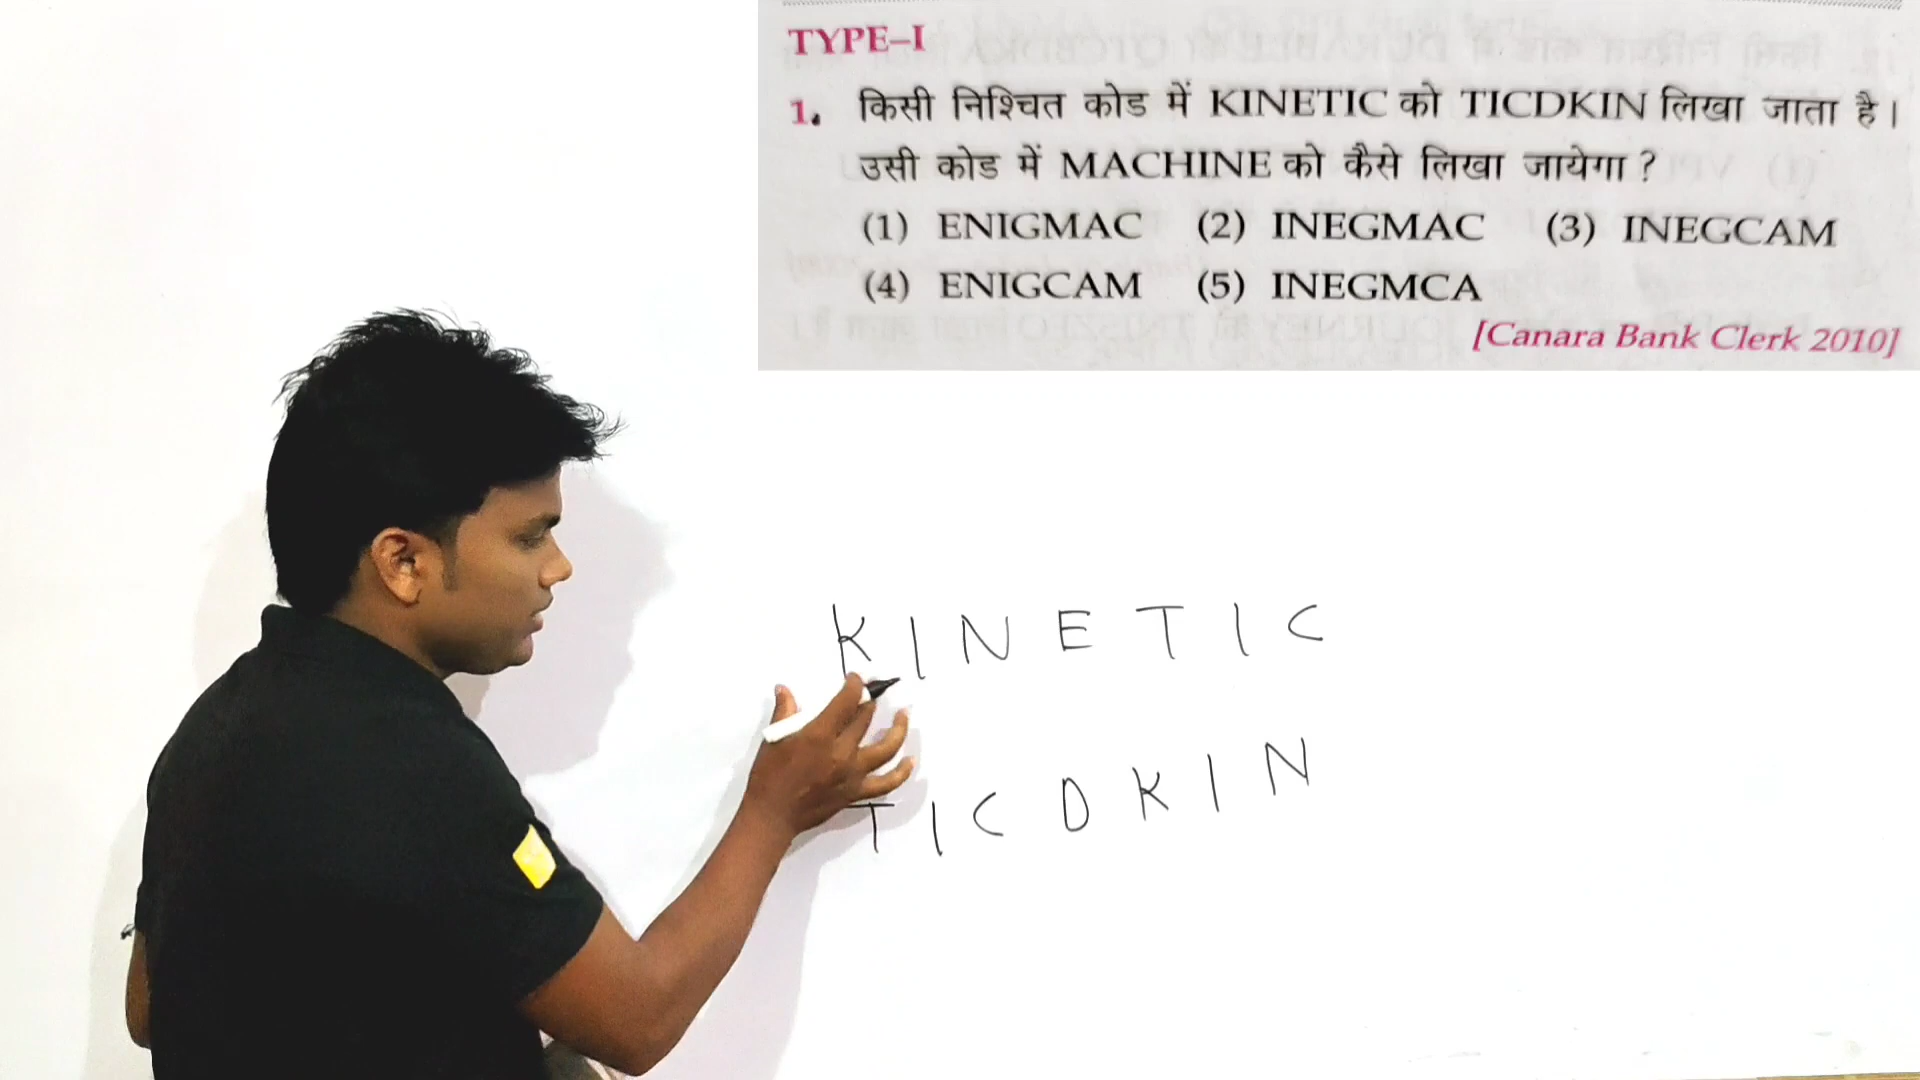 TYPE–I
1. किसी निश्चित कोड में KINETIC को TICDKIN लिखा जाता है।
उसी कोड में MACHINE को कैसे लिखा जायेगा ?
(1) ENIGMAC (2) INEGMAC (3) INEGCAM
(4) ENIGCAM (5) INEGMCA
[Canara Bank Clerk 2010]
KINETIC
TICDKIN